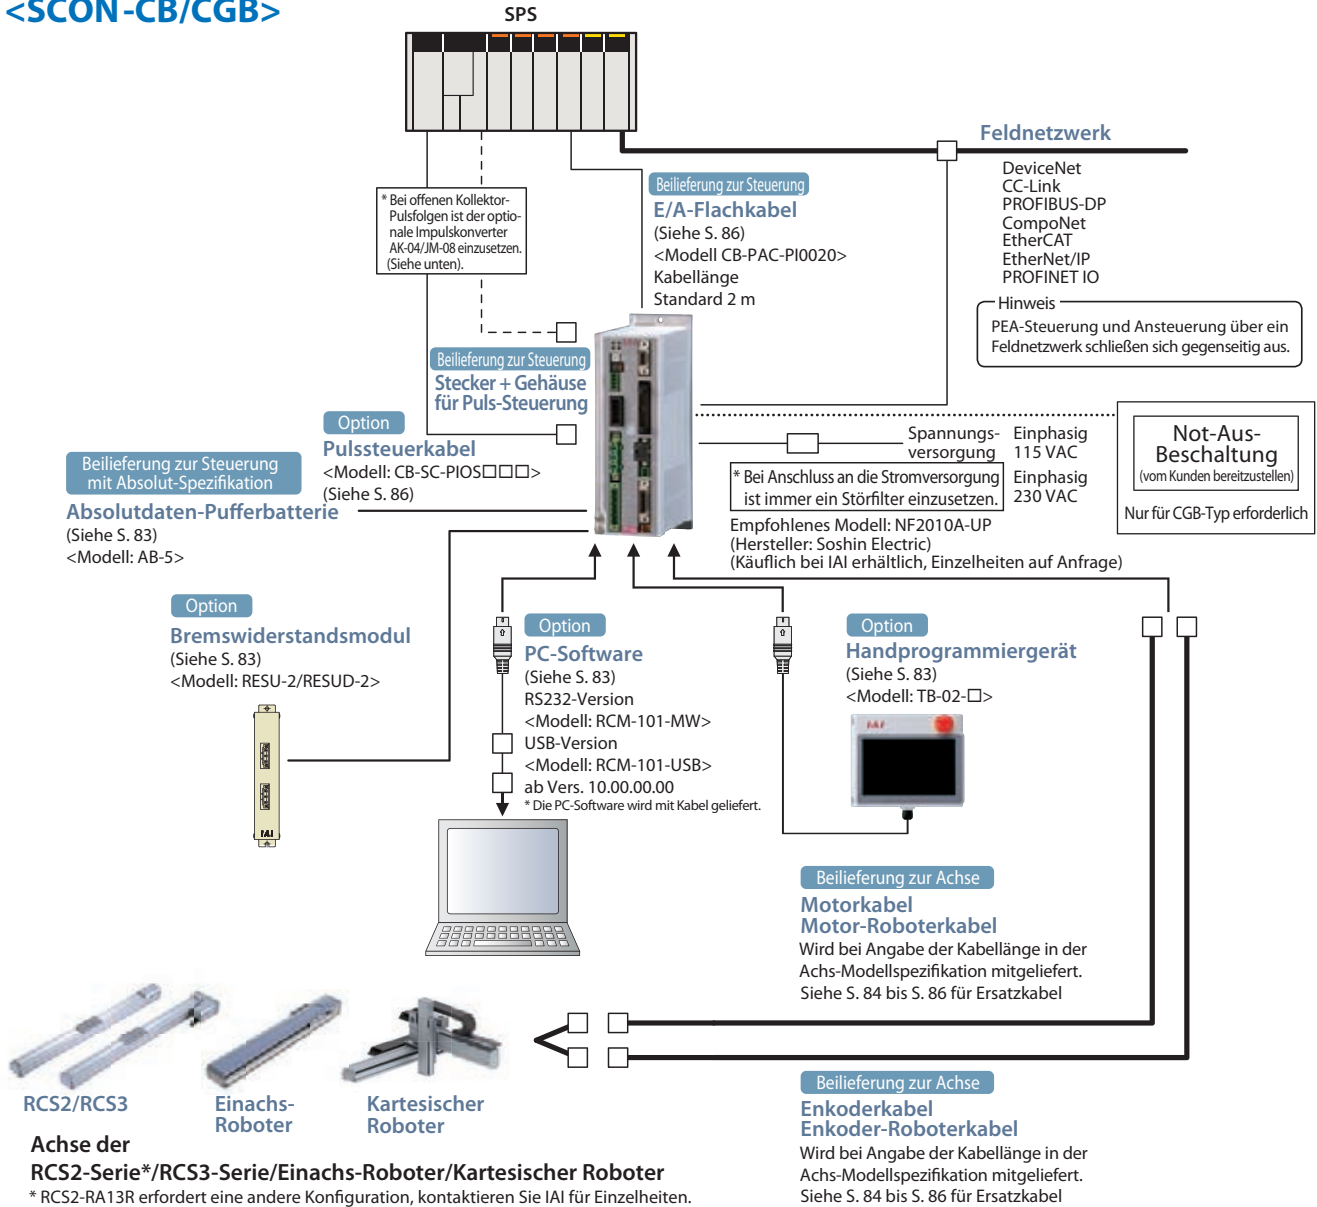 <SCON-CB/CGB>
SPS
Feldnetzwerk
DeviceNet
CC-Link
PROFIBUS-DP
CompoNet
EtherCAT
EtherNet/IP
PROFINET IO
Hinweis
PEA-Steuerung und Ansteuerung über ein
Feldnetzwerk schließen sich gegenseitig aus.
* Bei offenen Kollektor-
Pulsfolgen ist der optio-
nale Impulskonverter
AK-04/JM-08 einzusetzen.
(Siehe unten).
Beilieferung zur Steuerung
E/A-Flachkabel
(Siehe S. 86)
<Modell CB-PAC-PI0020>
Kabellänge
Standard 2 m
Beilieferung zur Steuerung
Stecker + Gehäuse
für Puls-Steuerung
Option
Pulssteuerkabel
<Modell: CB-SC-PIOS□□□>
(Siehe S. 86)
Beilieferung zur Steuerung
mit Absolut-Spezifikation
Absolutdaten-Pufferbatterie
(Siehe S. 83)
<Modell: AB-5>
Spannungs-
versorgung
Einphasig
115 VAC
Einphasig
230 VAC
* Bei Anschluss an die Stromversorgung
ist immer ein Störfilter einzusetzen.
Empfohlenes Modell: NF2010A-UP
(Hersteller: Soshin Electric)
(Käuflich bei IAI erhältlich, Einzelheiten auf Anfrage)
Not-Aus-
Beschaltung
(vom Kunden bereitzustellen)
Nur für CGB-Typ erforderlich
Option
Bremswiderstandsmodul
(Siehe S. 83)
<Modell: RESU-2/RESUD-2>
IAI
Option
PC-Software
(Siehe S. 83)
RS232-Version
<Modell: RCM-101-MW>
USB-Version
<Modell: RCM-101-USB>
ab Vers. 10.00.00.00
* Die PC-Software wird mit Kabel geliefert.
Option
Handprogrammiergerät
(Siehe S. 83)
<Modell: TB-02-□>
IAI
Beilieferung zur Achse
Motorkabel
Motor-Roboterkabel
Wird bei Angabe der Kabellänge in der
Achs-Modellspezifikation mitgeliefert.
Siehe S. 84 bis S. 86 für Ersatzkabel
Beilieferung zur Achse
Enkoderkabel
Enkoder-Roboterkabel
Wird bei Angabe der Kabellänge in der
Achs-Modellspezifikation mitgeliefert.
Siehe S. 84 bis S. 86 für Ersatzkabel
RCS2/RCS3
Einachs-
Roboter
Kartesischer
Roboter
Achse der
RCS2-Serie*/RCS3-Serie/Einachs-Roboter/Kartesischer Roboter
* RCS2-RA13R erfordert eine andere Konfiguration, kontaktieren Sie IAI für Einzelheiten.